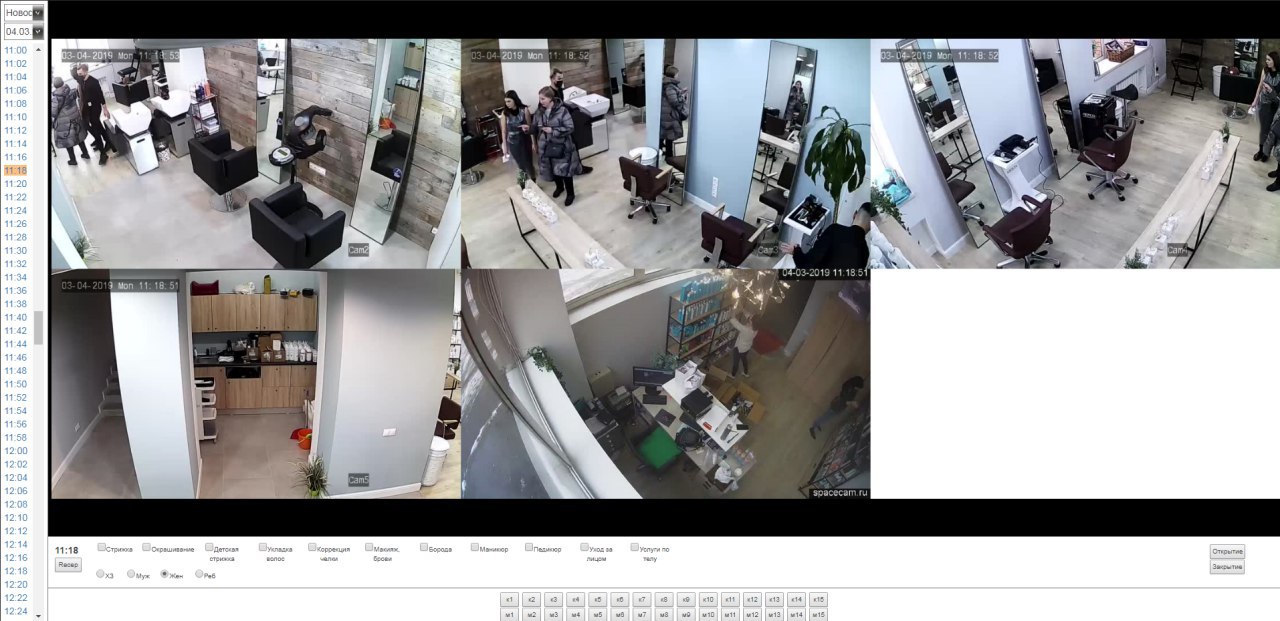 Новос
04.03.
11:00
11:02
11:04
11:06
11:08
11:10
11:12
11:14
11:16
11:18
11:20
11:22
11:24
11:26
11:28
11:30
11:32
11:34
11:36
11:38
11:40
11:42
11:44
11:46
11:48
11:50
11:52
11:54
11:56
11:58
12:00
12:02
12:04
12:06
12:08
12:10
12:12
12:14
12:16
12:18
12:20
12:22
12:24
03-04-2019 Mon 11:18:53
Cam2
03-04-2019 Mon 11:18:52
Cam3
03-04-2019 Mon 11:18:52
Cam4
03-04-2019 Mon 11:18:51
Cam5
04-03-2019 11:18:51
spacecam.ru
11:18
Ресер
Стрижка
Окрашивание
Детская
стрижка
Укладка
волос
Коррекция
челки
Макияж,
брови
Борода
Маникюр
Педикюр
Уход за
лицом
Услуги по
телу
ХЗ
Муж
Жен
Реб
Открытие
Закрытие
к1 к2 к3 к4 к5 к6 к7 к8 к9 к10 к11 к12 к13 к14 к15
м1 м2 м3 м4 м5 м6 м7 м8 м9 м10 м11 м12 м13 м14 м15